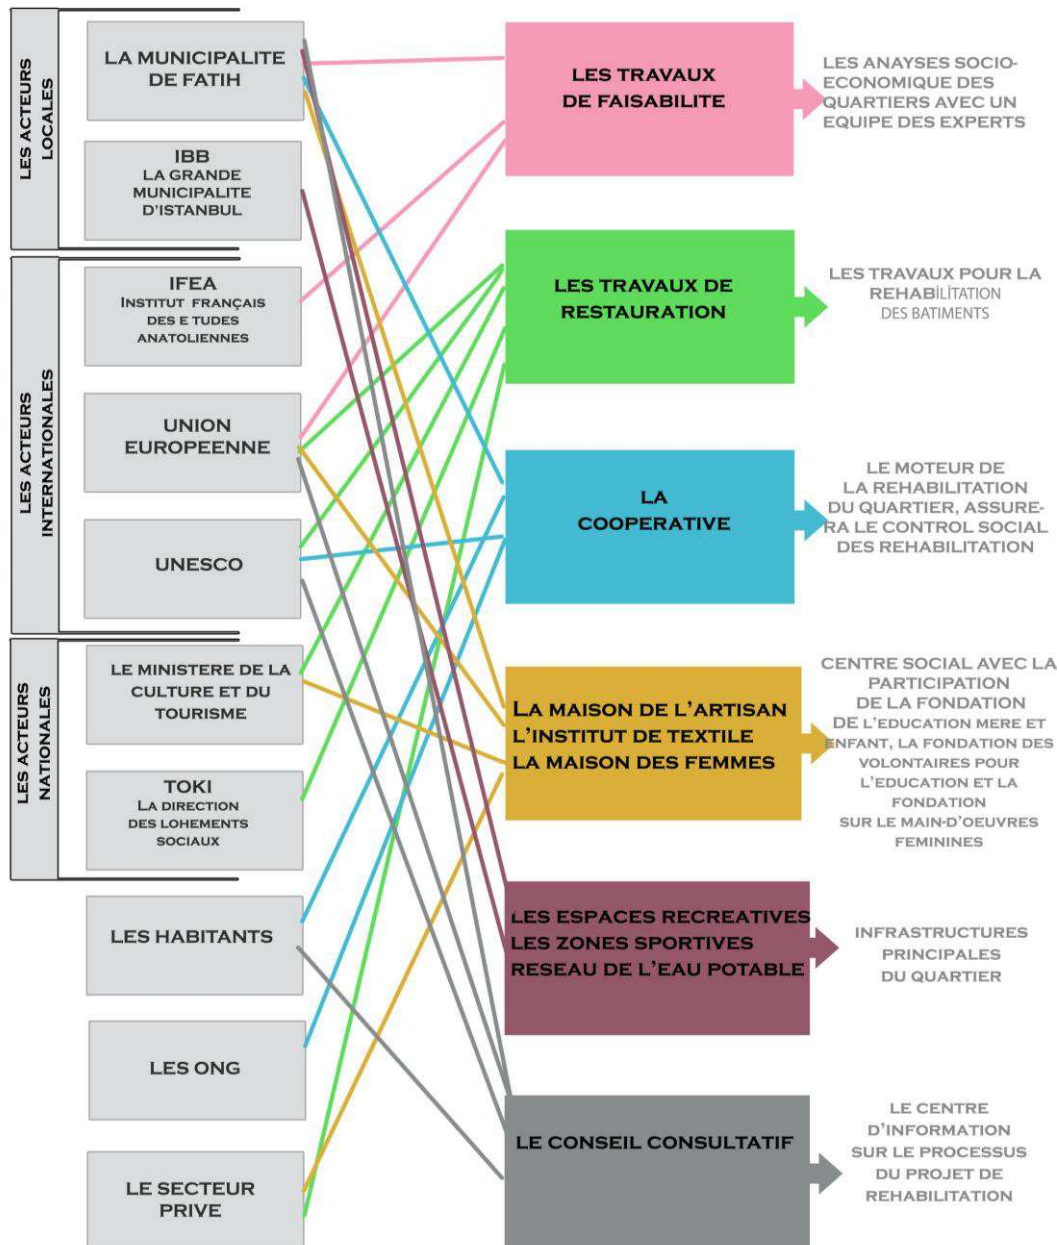 LES ACTEURS
LOCALES
LA MUNICIPALITE
DE FATIH
IBB
LA GRANDE
MUNICIPALITE
D'ISTANBUL
LES ACTEURS
INTERNATIONALES
IFEA
INSTITUT FRANÇAIS
DES E TUDES
ANATOLIENNES
UNION
EUROPEENNE
UNESCO
LES ACTEURS
NATIONALES
LE MINISTERE DE LA
CULTURE ET DU
TOURISME
TOKI
LA DIRECTION
DES LOHEMENTS
SOCIAUX
LES HABITANTS
LES ONG
LE SECTEUR
PRIVE
LES TRAVAUX
DE FAISABILITE
LES TRAVAUX DE
RESTAURATION
LA
COOPERATIVE
LA MAISON DE L'ARTISAN
L'INSTITUT DE TEXTILE
LA MAISON DES FEMMES
LES ESPACES RECREATIVES
LES ZONES SPORTIVES
RESEAU DE L'EAU POTABLE
LE CONSEIL CONSULTATIF
LES ANAYSES SOCIO-
ECONOMIQUE DES
QUARTIERS AVEC UN
EQUIPE DES EXPERTS
LES TRAVAUX POUR LA
REHABİLİTATION
DES BATIMENTS
LE MOTEUR DE
LA REHABILITATION
DU QUARTIER, ASSURE-
RA LE CONTROL SOCIAL
DES REHABILITATION
CENTRE SOCIAL AVEC LA
PARTICIPATION
DE LA FONDATION
DE L'EDUCATION MERE ET
ENFANT, LA FONDATION DES
VOLONTAIRES POUR
L'EDUCATION ET LA
FONDATION
SUR LE MAIN-D'OEUVRES
FEMININES
INFRASTRUCTURES
PRINCIPALES
DU QUARTIER
LE CENTRE
D'INFORMATION
SUR LE PROCESSUS
DU PROJET DE
REHABILITATION